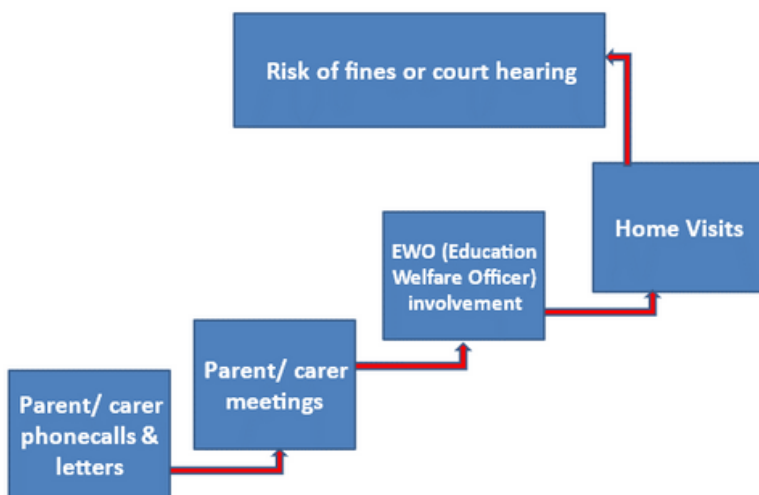 Risk of fines or court hearing
Home Visits
EWO (Education
Welfare Officer)
involvement
Parent/ carer
meetings
Parent/ carer
phonecalls &
letters